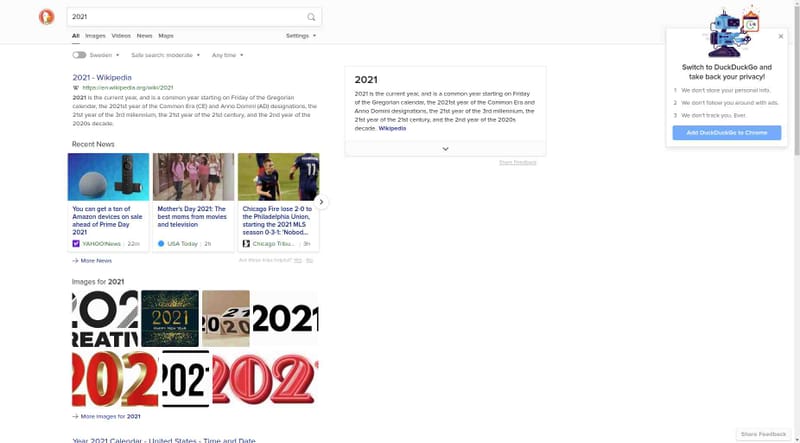 2021
All Images Videos News Maps Settings
Sweden Safe search: moderate Any time
2021 - Wikipedia
W https://en.wikipedia.org/wiki/2021
2021 is the current year, and is a common year starting on Friday of the Gregorian
calendar, the 2021st year of the Common Era (CE) and Anno Domini (AD) designations, the
21st year of the 3rd millennium, the 21st year of the 21st century, and the 2nd year of the
2020s decade.
Recent News
You can get a ton of
Amazon devices on sale
ahead of Prime Day
2021
YAHOO!News | 22m
Mother's Day 2021: The
best moms from movies
and television
USA Today | 2h
Chicago Fire lose 2-0 to
the Philadelphia Union,
starting the 2021 MLS
season 0-3-1: 'Nobod...
Chicago Tribu... | 3h
→ More News
Are these links helpful? Yes No
Images for 2021
202
REATIV
2021
HAPPY NEW YEAR
2020
2021
202
202
2021
→ More Images for 2021
Year 2021 Calendar - United States - Time and Date
2021
2021 is the current year, and is a common year starting on Friday
of the Gregorian calendar, the 2021st year of the Common Era and
Anno Domini designations, the 21st year of the 3rd millennium, the
21st year of the 21st century, and the 2nd year of the 2020s
decade. Wikipedia
Share Feedback
Switch to DuckDuckGo and
take back your privacy!
1 We don't store your personal info.
2 We don't follow you around with ads.
3 We don't track you. Ever.
Add DuckDuckGo to Chrome
Share Feedback